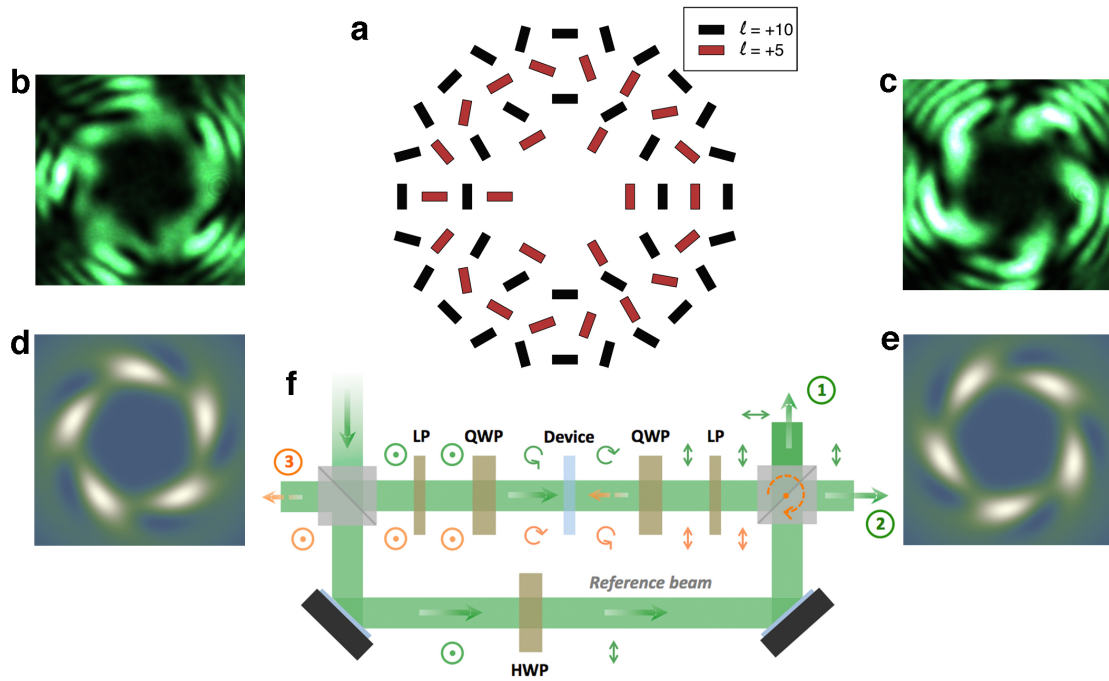 a
ℓ = +10
ℓ = +5
b
c
d
e
f
LP
QWP
Device
QWP
LP
1
2
3
Reference beam
HWP